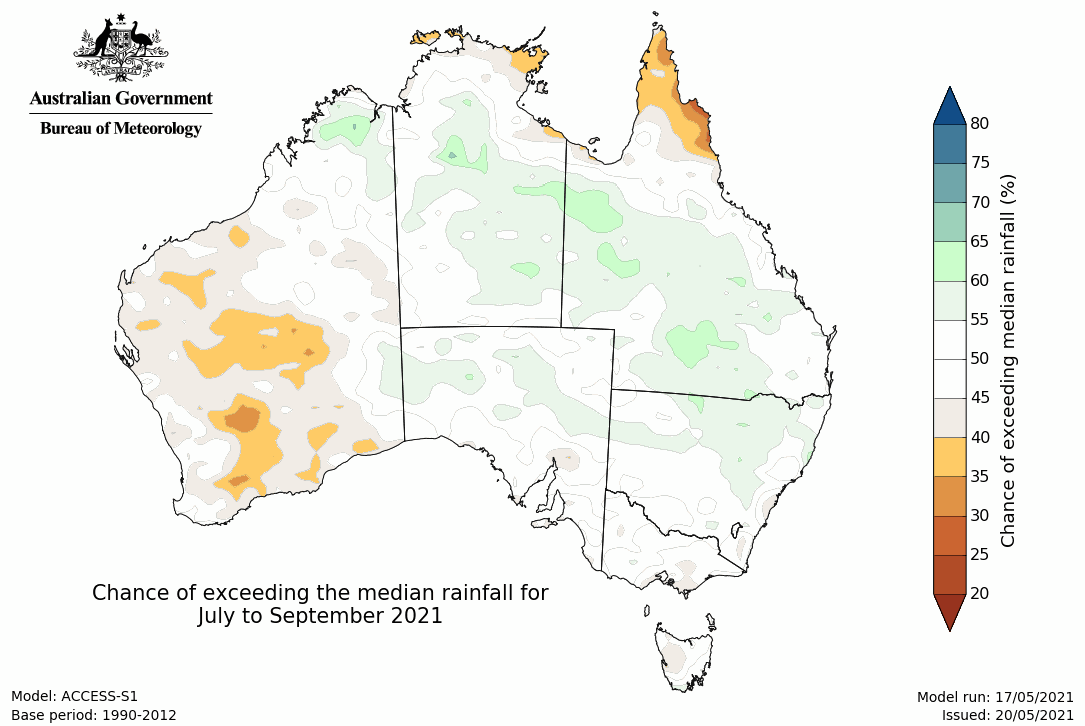 AUSTRALIA
Australian Government
Bureau of Meteorology
80
75
70
65
60
55
50
45
40
35
30
25
20
Chance of exceeding median rainfall (%)
Chance of exceeding the median rainfall for
July to September 2021
Model: ACCESS-S1
Base period: 1990-2012
Model run: 17/05/2021
Issued: 20/05/2021